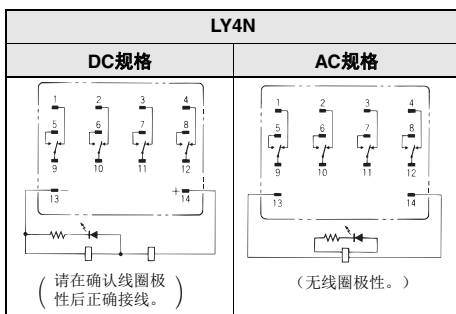 LY4N
DC规格
AC规格
1 2 3 4
5 6 7 8
9 10 11 12
13 − + 14
(请在确认线圈极
性后正确接线。)
1 2 3 4
5 6 7 8
9 10 11 12
13 14
(无线圈极性。)